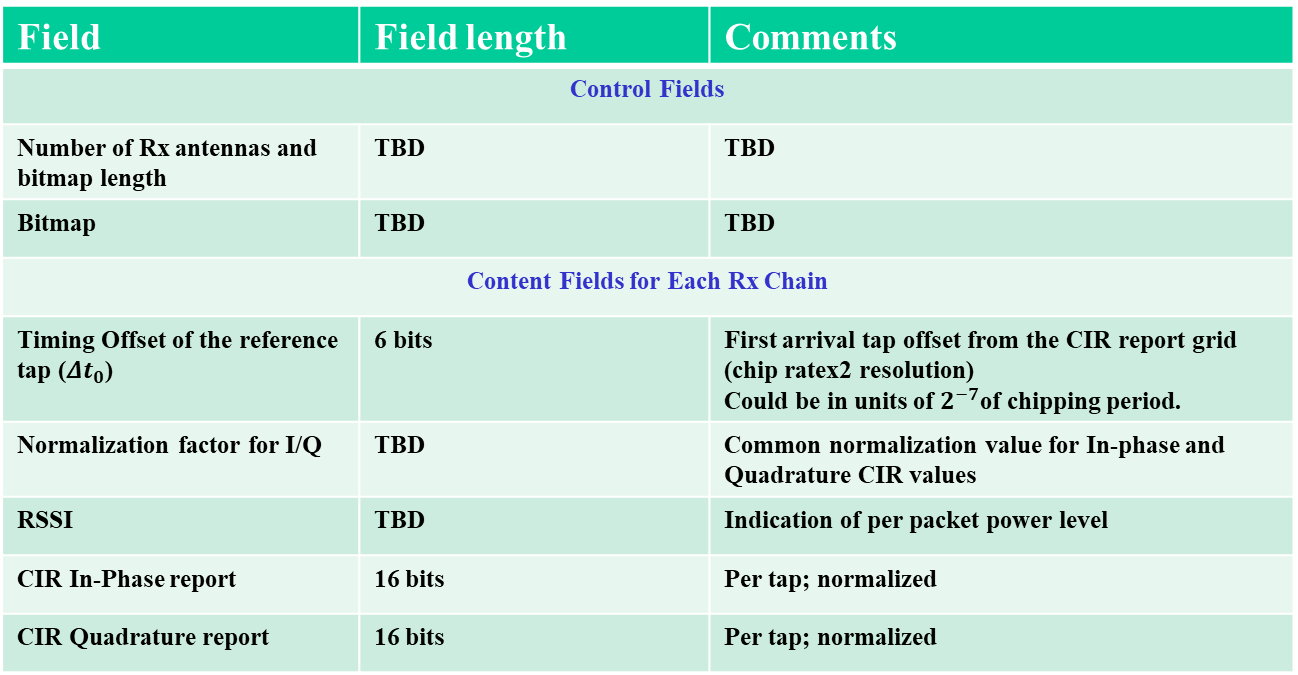 Field Field length Comments
Control Fields
Number of Rx antennas and TBD TBD
bitmap length
Bitmap TBD TBD
Content Fields for Each Rx Chain
Timing Offset of the reference 6 bits First arrival tap offset from the CIR report grid
tap (Δt₀) (chip ratex2 resolution)
Could be in units of 2⁻⁷of chipping period.
Normalization factor for I/Q TBD Common normalization value for In-phase and
Quadrature CIR values
RSSI TBD Indication of per packet power level
CIR In-Phase report 16 bits Per tap; normalized
CIR Quadrature report 16 bits Per tap; normalized